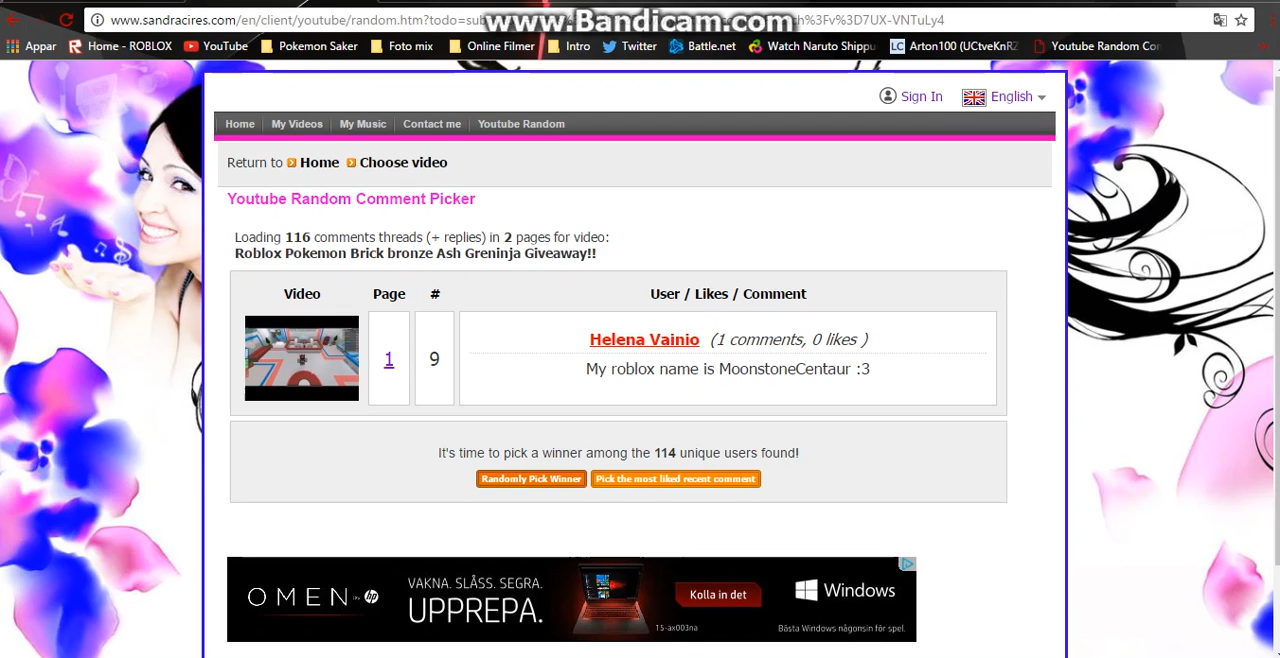 www.Bandicam.com
www.sandracires.com/en/client/youtube/random.htm?todo=su
h%3Fv%3D7UX-VNTuLy4
Appar Home - ROBLOX YouTube Pokemon Saker Foto mix Online Filmer Intro Twitter Battle.net Watch Naruto Shippu Arton100 (UCtveKnRZ Youtube Random Co
Sign In English
Home My Videos My Music Contact me Youtube Random
Return to Home Choose video
Youtube Random Comment Picker
Loading 116 comments threads (+ replies) in 2 pages for video:
Roblox Pokemon Brick bronze Ash Greninja Giveaway!!
Video Page # User / Likes / Comment
Helena Vainio (1 comments, 0 likes )
1 9
My roblox name is MoonstoneCentaur :3
It's time to pick a winner among the 114 unique users found!
Randomly Pick Winner Pick the most liked recent comment
OMEN by hp
VAKNA. SLÅSS. SEGRA.
UPPREPA.
15-ax003na
Kolla in det
Windows
Bästa Windows någonsin för spel.